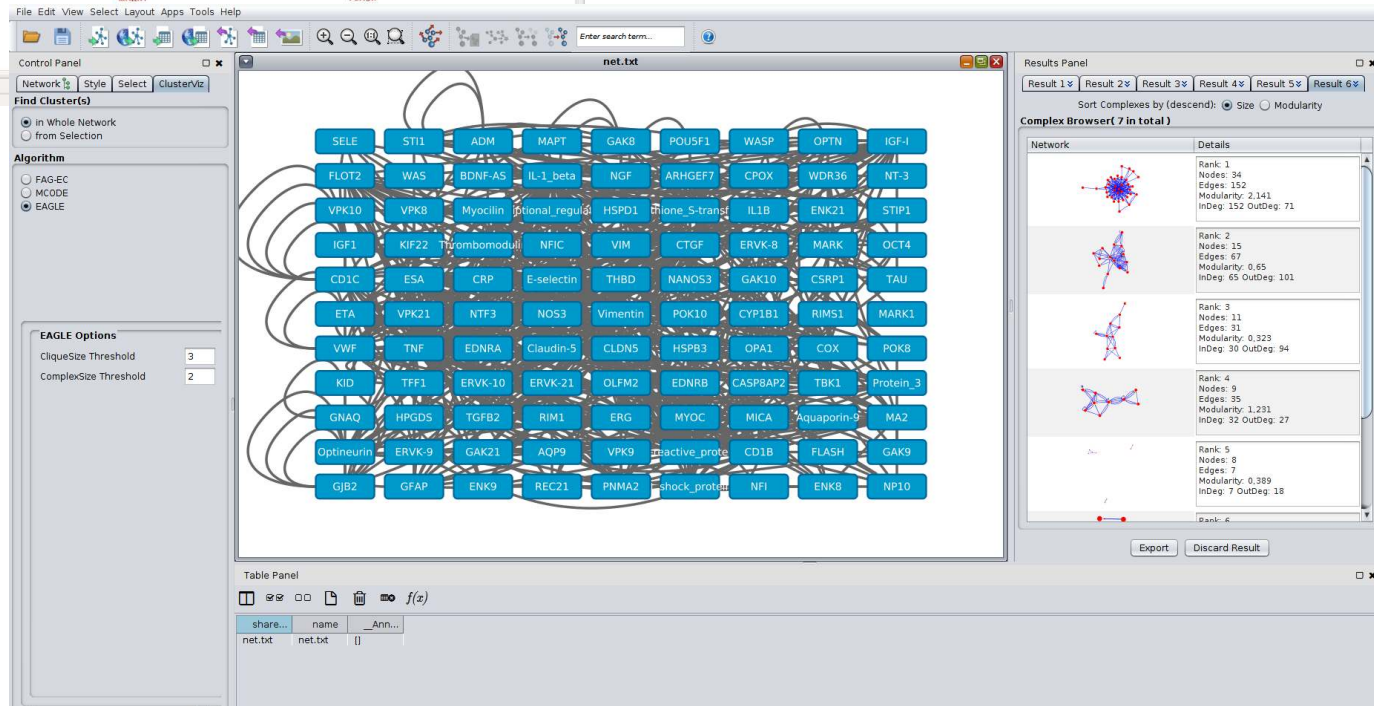 File Edit View Select Layout Apps Tools Help
Enter search term...
Control Panel
Network Style Select ClusterViz
Find Cluster(s)
in Whole Network
from Selection
Algorithm
FAG-EC
MCODE
EAGLE
EAGLE Options
CliqueSize Threshold 3
ComplexSize Threshold 2
net.txt
SELE STI1 ADM MAPT GAK8 POU5F1 WASP OPTN IGF-I
FLOT2 WAS BDNF-AS IL-1_beta NGF ARHGEF7 CPOX WDR36 NT-3
VPK10 VPK8 Myocilin ptional_regula HSPD1 thione_S-transf IL1B ENK21 STIP1
IGF1 KIF22 Thrombomoduli NFIC VIM CTGF ERVK-8 MARK OCT4
CD1C ESA CRP E-selectin THBD NANOS3 GAK10 CSRP1 TAU
ETA VPK21 NTF3 NOS3 Vimentin POK10 CYP1B1 RIMS1 MARK1
VWF TNF EDNRA Claudin-5 CLDN5 HSPB3 OPA1 COX POK8
KID TFF1 ERVK-10 ERVK-21 OLFM2 EDNRB CASP8AP2 TBK1 Protein_3
GNAQ HPGDS TGFB2 RIM1 ERG MYOC MICA Aquaporin-9 MA2
Optineurin ERVK-9 GAK21 AQP9 VPK9 reactive_prote CD1B FLASH GAK9
GJB2 GFAP ENK9 REC21 PNMA2 shock_protein NFI ENK8 NP10
Table Panel
f(x)
share... name __Ann...
net.txt net.txt []
Results Panel
Result 1 Result 2 Result 3 Result 4 Result 5 Result 6
Sort Complexes by (descend): Size Modularity
Complex Browser( 7 in total )
Network Details
Rank: 1
Nodes: 34
Edges: 152
Modularity: 2,141
InDeg: 152 OutDeg: 71
Rank: 2
Nodes: 15
Edges: 67
Modularity: 0,65
InDeg: 65 OutDeg: 101
Rank: 3
Nodes: 11
Edges: 31
Modularity: 0,323
InDeg: 30 OutDeg: 94
Rank: 4
Nodes: 9
Edges: 35
Modularity: 1,231
InDeg: 32 OutDeg: 27
Rank: 5
Nodes: 8
Edges: 7
Modularity: 0,389
InDeg: 7 OutDeg: 18
Rank: 6
Export Discard Result